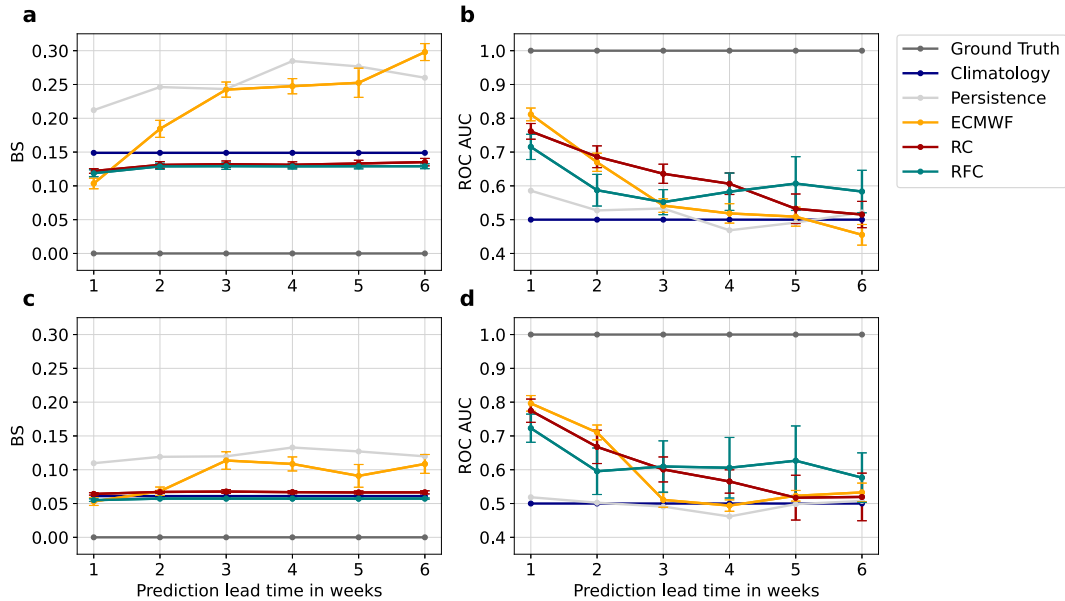 a
0.30
0.25
0.20
0.15
0.10
0.05
0.00
BS
1 2 3 4 5 6
b
1.0
0.9
0.8
0.7
0.6
0.5
0.4
ROC AUC
1 2 3 4 5 6
Ground Truth
Climatology
Persistence
ECMWF
RC
RFC
c
0.30
0.25
0.20
0.15
0.10
0.05
0.00
BS
1 2 3 4 5 6
Prediction lead time in weeks
d
1.0
0.9
0.8
0.7
0.6
0.5
0.4
ROC AUC
1 2 3 4 5 6
Prediction lead time in weeks